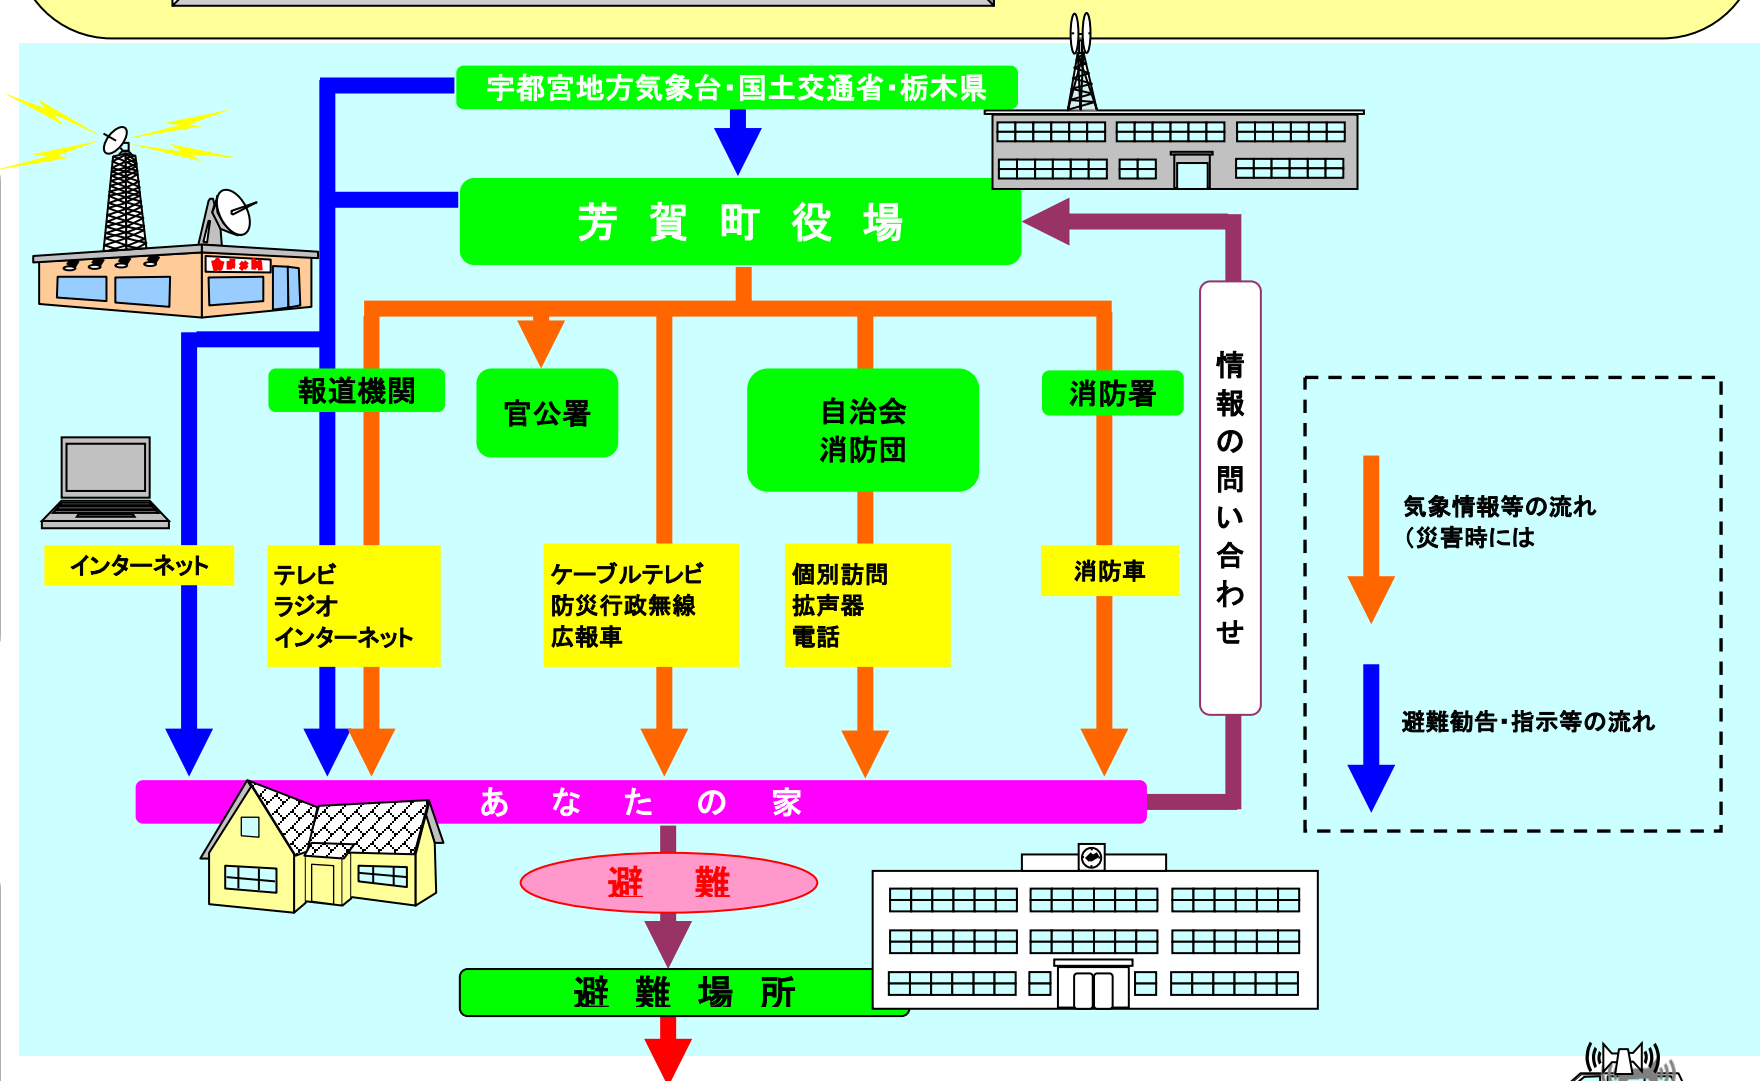 宇都宮地方気象台・国土交通省・栃木県
芳賀町役場
報道機関
官公署
自治会
消防団
消防署
情報の問い合わせ
インターネット
テレビ
ラジオ
インターネット
ケーブルテレビ
防災行政無線
広報車
個別訪問
拡声器
電話
消防車
気象情報等の流れ
(災害時には
避難勧告・指示等の流れ
あなたの家
避難
避難場所